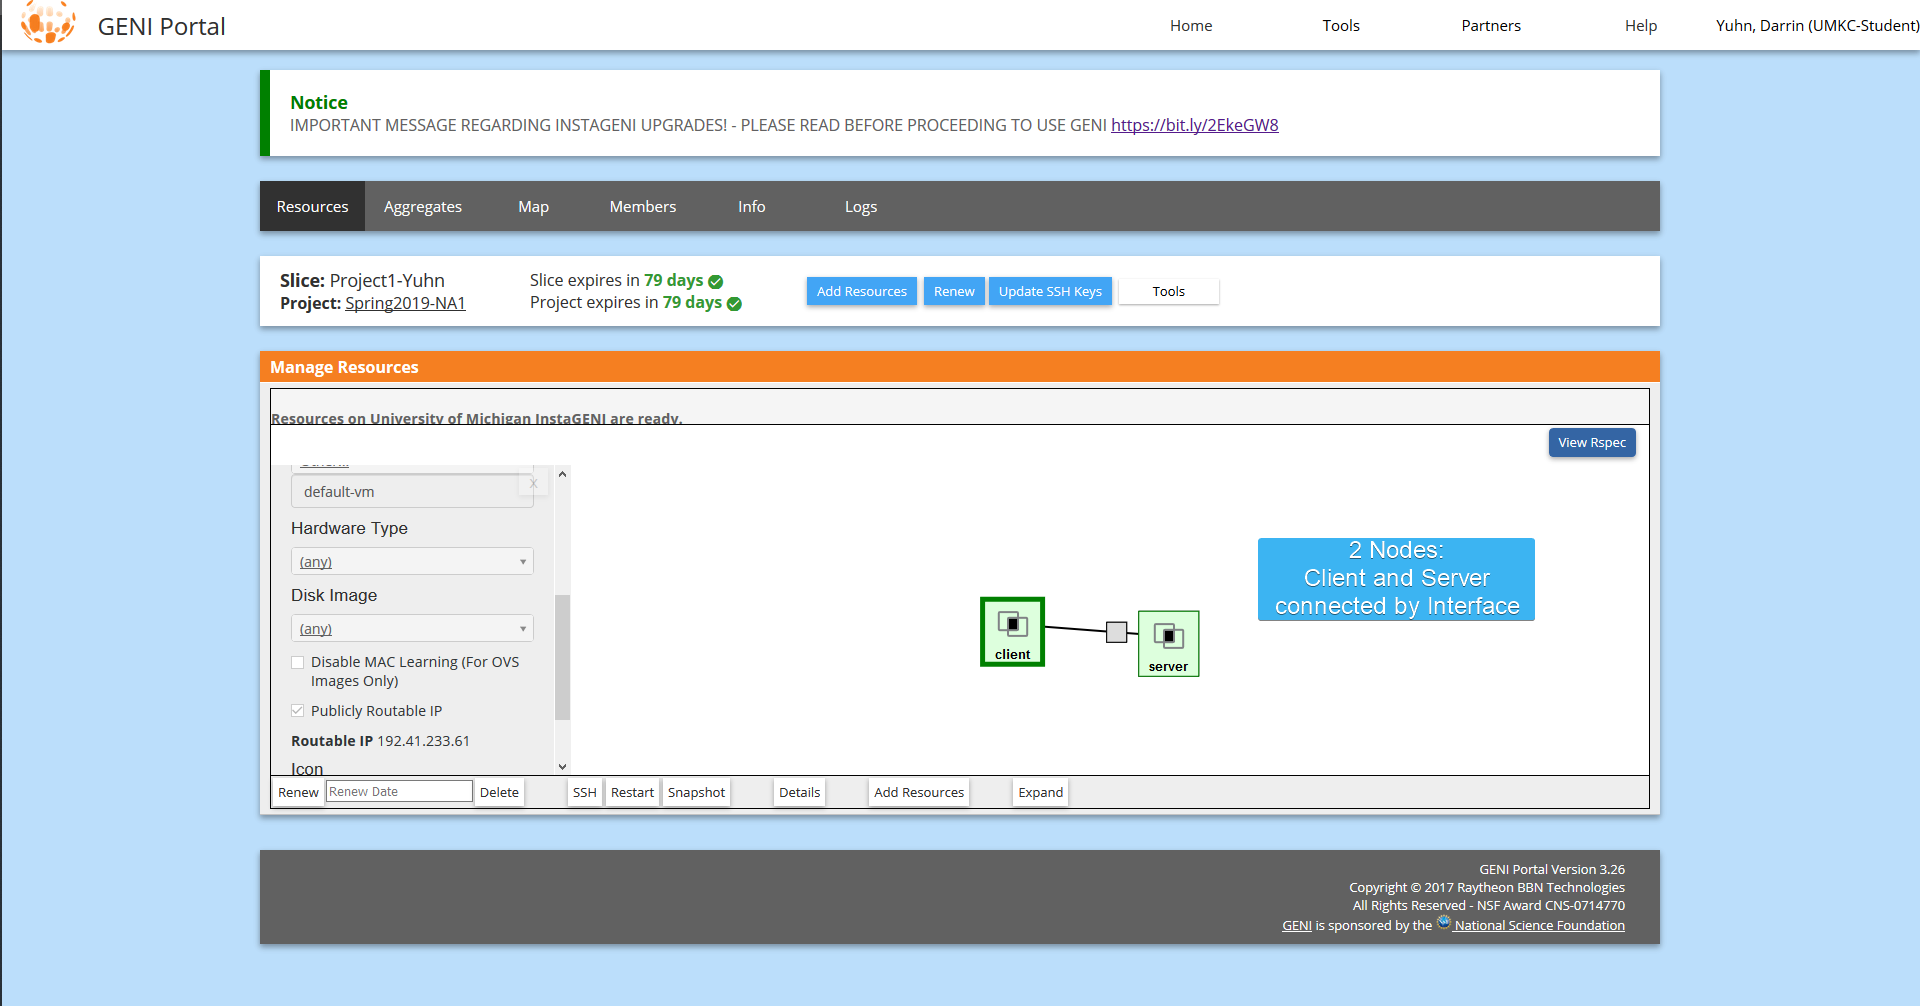 GENI Portal
Home
Tools
Partners
Help
Yuhn, Darrin (UMKC-Student)
Notice
IMPORTANT MESSAGE REGARDING INSTAGENI UPGRADES! - PLEASE READ BEFORE PROCEEDING TO USE GENI https://bit.ly/2EkeGW8
Resources
Aggregates
Map
Members
Info
Logs
Slice: Project1-Yuhn
Project: Spring2019-NA1
Slice expires in 79 days
Project expires in 79 days
Add Resources
Renew
Update SSH Keys
Tools
Manage Resources
Resources on University of Michigan InstaGENI are ready.
View Rspec
default-vm
X
Hardware Type
(any)
Disk Image
(any)
Disable MAC Learning (For OVS
Images Only)
Publicly Routable IP
Routable IP 192.41.233.61
Icon
client
server
2 Nodes:
Client and Server
connected by Interface
Renew
Renew Date
Delete
SSH
Restart
Snapshot
Details
Add Resources
Expand
GENI Portal Version 3.26
Copyright © 2017 Raytheon BBN Technologies
All Rights Reserved - NSF Award CNS-0714770
GENI is sponsored by the National Science Foundation